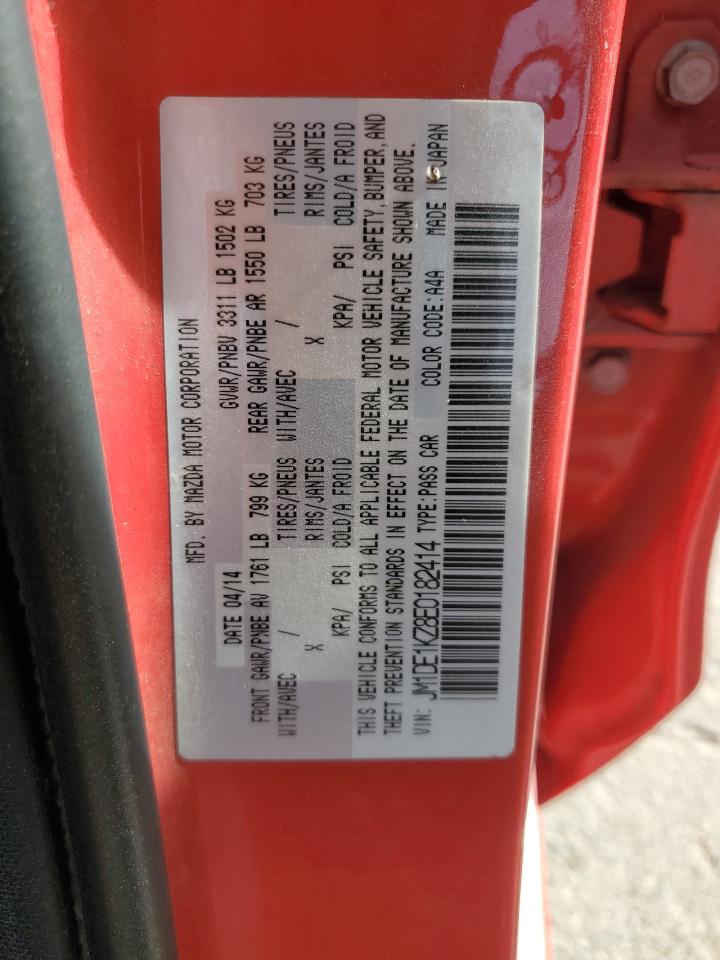 MFD. BY MAZDA MOTOR CORPORATION
DATE 04/14 GVWR/PNBV 3311 LB 1502 KG
FRONT GAWR/PNBE AV 1761 LB 799 KG REAR GAWR/PNBE AR 1550 LB 703 KG
WITH/AVEC / TIRES/PNEUS WITH/AVEC / TIRES/PNEUS
X RIMS/JANTES X RIMS/JANTES
KPA/ PSI COLD/A FROID KPA/ PSI COLD/A FROID
THIS VEHICLE CONFORMS TO ALL APPLICABLE FEDERAL MOTOR VEHICLE SAFETY, BUMPER, AND
THEFT PREVENTION STANDARDS IN EFFECT ON THE DATE OF MANUFACTURE SHOWN ABOVE.
VIN: JM1DE1KZ8E0182414 TYPE:PASS CAR COLOR CODE:A4A MADE IN JAPAN